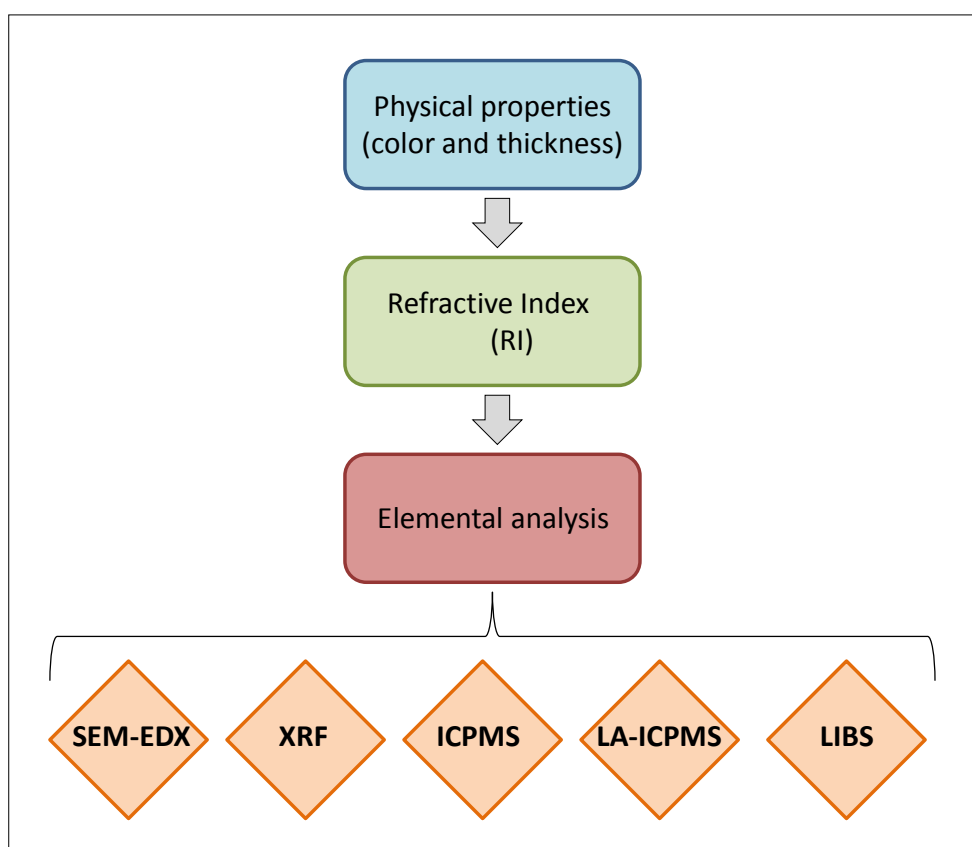 Physical properties
(color and thickness)
Refractive Index
(RI)
Elemental analysis
SEM-EDX
XRF
ICPMS
LA-ICPMS
LIBS